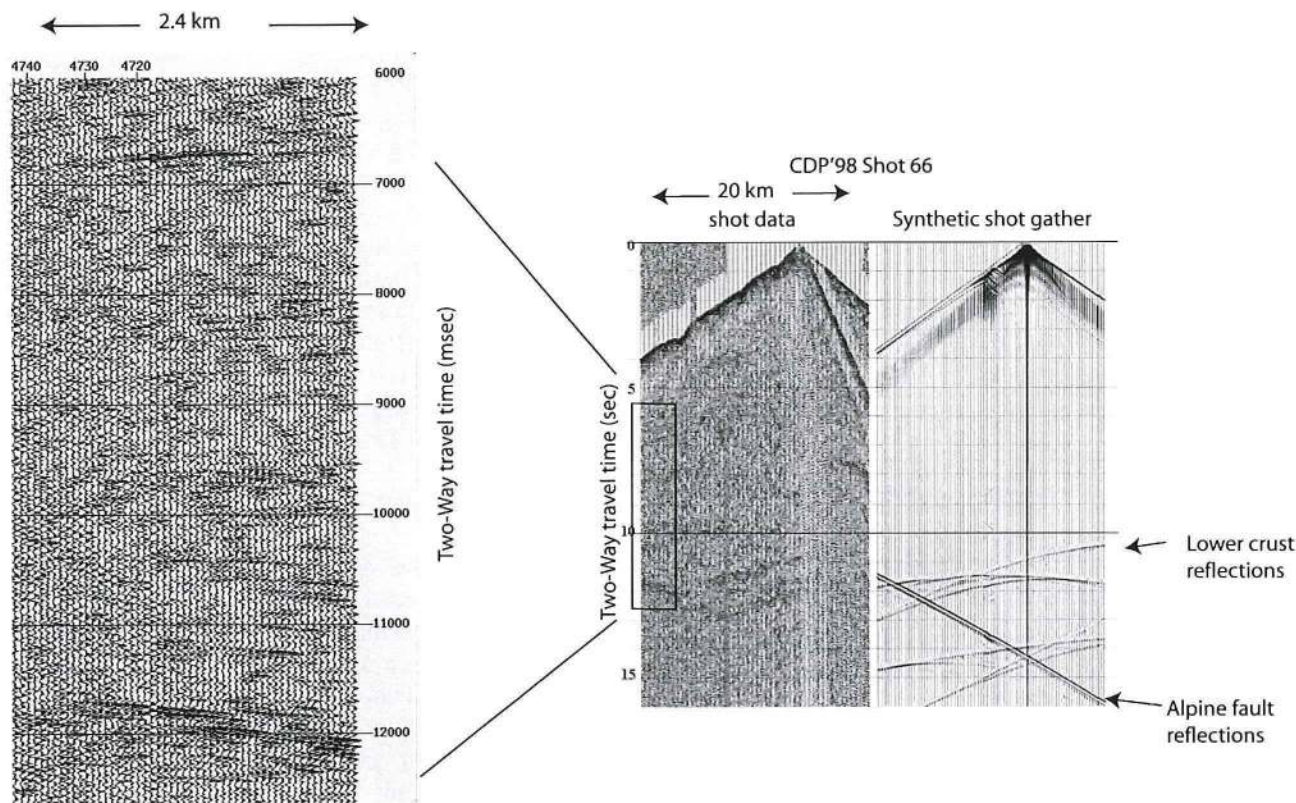 2.4 km
4740 4730 4720
6000
7000
8000
9000
10000
11000
12000
Two-Way travel time (msec)
CDP'98 Shot 66
20 km
shot data
Synthetic shot gather
0
5
10
15
Two-Way travel time (sec)
Lower crust
reflections
Alpine fault
reflections